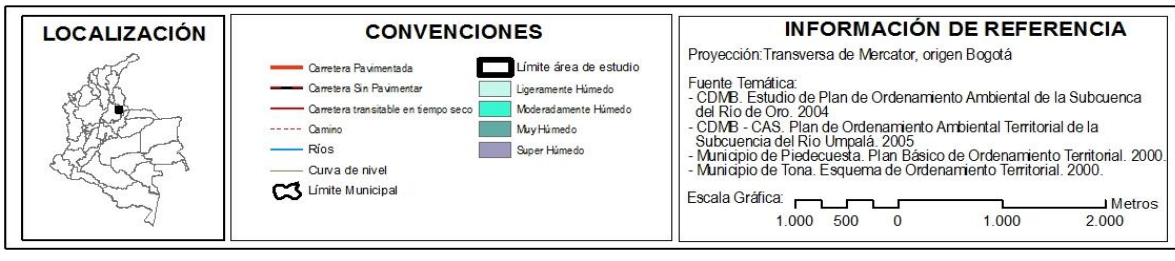 LOCALIZACIÓN
CONVENCIONES
Carretera Pavimentada
Carretera Sin Pavimentar
Carretera transitable en tiempo seco
Camino
Ríos
Curva de nivel
Límite Municipal
Límite área de estudio
Ligeramente Húmedo
Moderadamente Húmedo
Muy Húmedo
Super Húmedo
INFORMACIÓN DE REFERENCIA
Proyección:Transversa de Mercator, origen Bogotá
Fuente Temática:
- CDMB. Estudio de Plan de Ordenamiento Ambiental de la Subcuenca
del Río de Oro. 2004
- CDMB - CAS. Plan de Ordenamiento Ambiental Territorial de la
Subcuencia del Río Umpalá. 2005
- Municipio de Piedecuesta. Plan Básico de Ordenamiento Territorial. 2000.
- Municipio de Tona. Esquema de Ordenamiento Territorial. 2000.
Escala Gráfica:
Metros
1.000 500 0 1.000 2.000